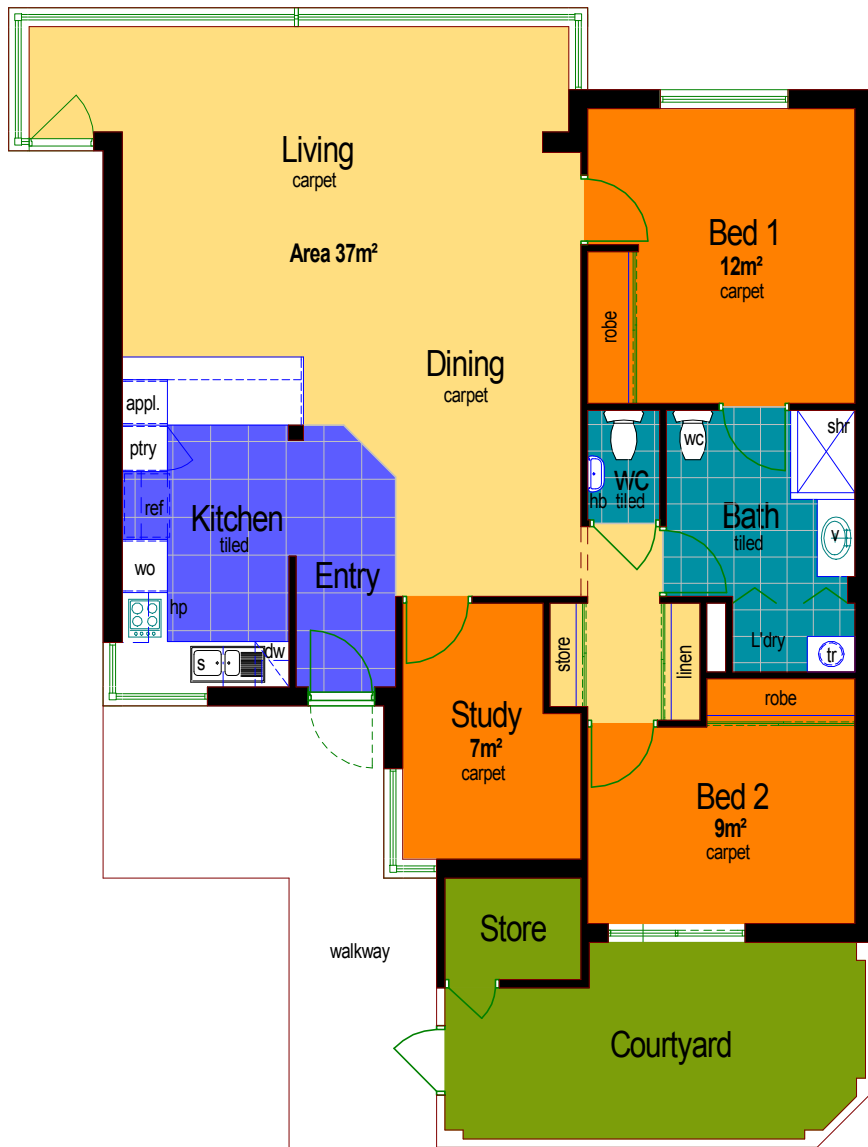 Living
carpet
Area 37m²
Bed 1
12m²
carpet
robe
Dining
carpet
appl.
ptry
ref
Kitchen
tiled
wo
hp
s
dw
Entry
WC
hb
tiled
wc
shr
Bath
tiled
v
L'dry
tr
store
linen
robe
Study
7m²
carpet
Bed 2
9m²
carpet
Store
walkway
Courtyard